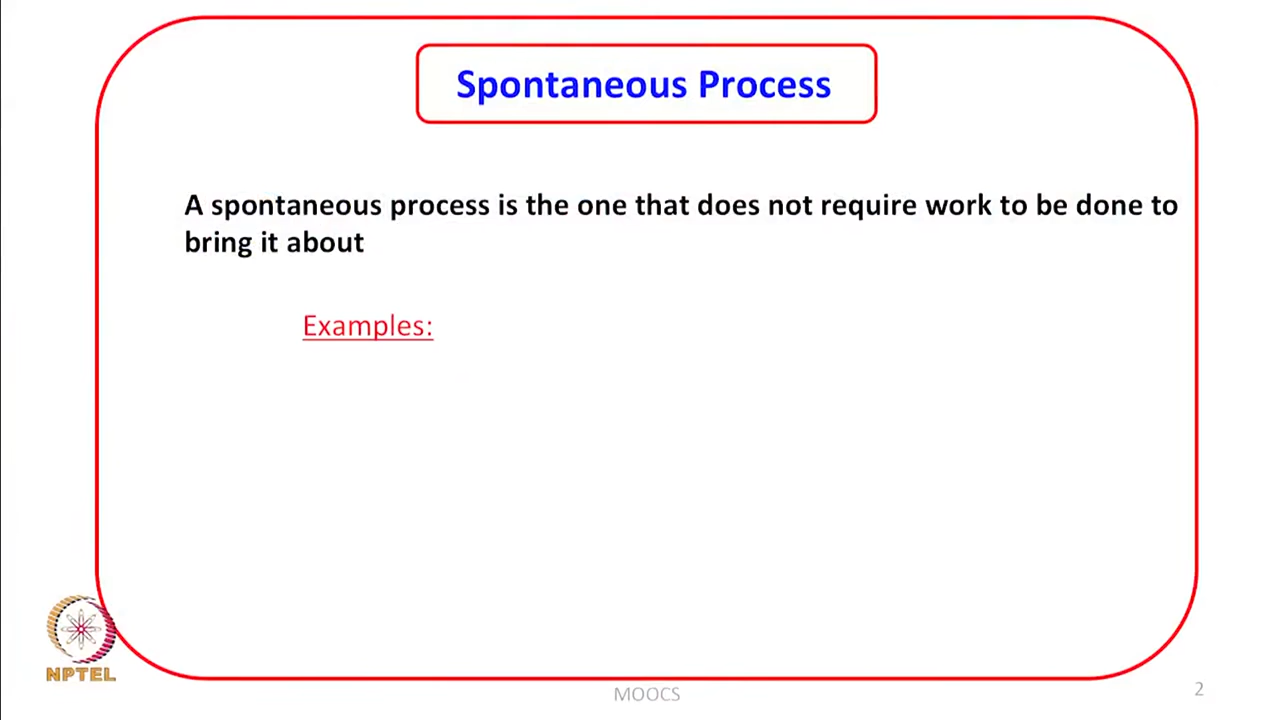 Spontaneous Process
A spontaneous process is the one that does not require work to be done to
bring it about
Examples:
NPTEL
MOOCS
2